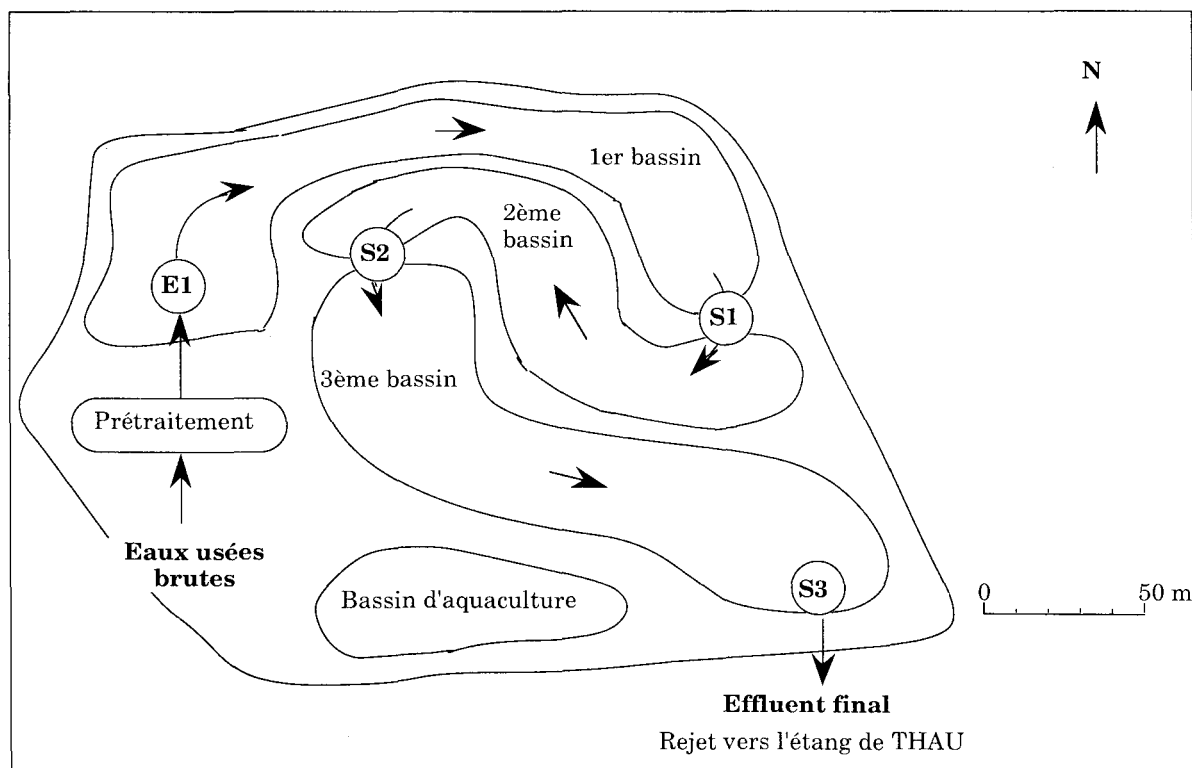 N
1er bassin
2ème
bassin
S2
E1
S1
3ème bassin
Prétraitement
Eaux usées
brutes
Bassin d'aquaculture
S3
0 50 m
Effluent final
Rejet vers l'étang de THAU